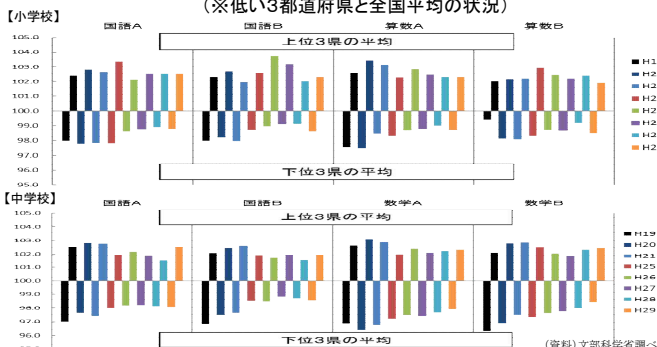 (※低い3都道府県と全国平均の状況)
【小学校】
国語A 国語B 算数A 算数B
105.0
104.0
103.0
102.0
101.0
100.0
99.0
98.0
97.0
96.0
95.0
上位3県の平均
下位3県の平均
H1
H2
H2
H2
H2
H2
H2
H2
【中学校】
国語A 国語B 数学A 数学B
105.0
104.0
103.0
102.0
101.0
100.0
99.0
98.0
97.0
96.0
上位3県の平均
下位3県の平均
H19
H20
H21
H25
H26
H27
H28
H29
(資料)文部科学省調べ